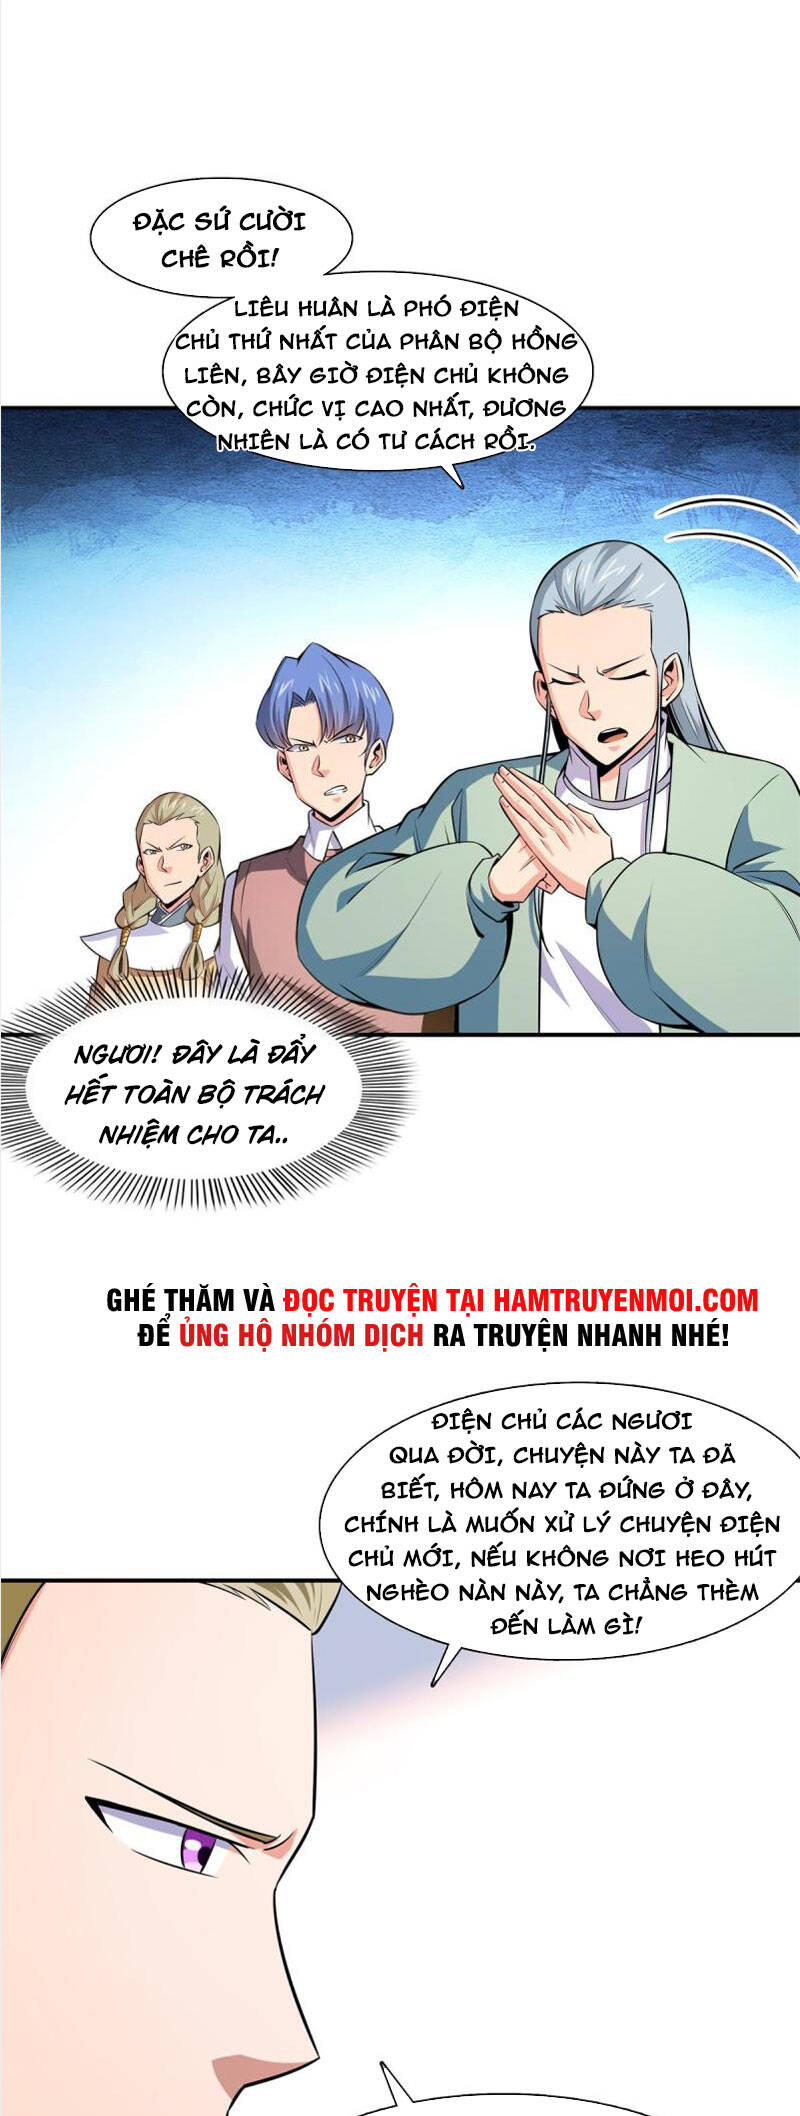 ĐẶC SỨ CƯỜI
CHÊ RỒI!
LIÊU HUÂN LÀ PHÓ ĐIỆN
CHỦ THỨ NHẤT CỦA PHÂN BỘ HỒNG
LIÊN, BÂY GIỜ ĐIỆN CHỦ KHÔNG
CÒN, CHỨC VỊ CAO NHẤT, ĐƯƠNG
NHIÊN LÀ CÓ TƯ CÁCH RỒI.
NGƯƠI! ĐÂY LÀ ĐẨY
HẾT TOÀN BỘ TRÁCH
NHIỆM CHO TA..
GHÉ THĂM VÀ ĐỌC TRUYỆN TẠI HAMTRUYENMOI.COM
ĐỂ ỦNG HỘ NHÓM DỊCH RA TRUYỆN NHANH NHÉ!
ĐIỆN CHỦ CÁC NGƯƠI
QUA ĐỜI, CHUYỆN NÀY TA ĐÃ
BIẾT, HÔM NAY TA ĐỨNG Ở ĐÂY,
CHÍNH LÀ MUỐN XỬ LÝ CHUYỆN ĐIỆN
CHỦ MỚI, NẾU KHÔNG NƠI HEO HÚT
NGHÈO NÀN NÀY, TA CHẲNG THÈM
ĐẾN LÀM GÌ!